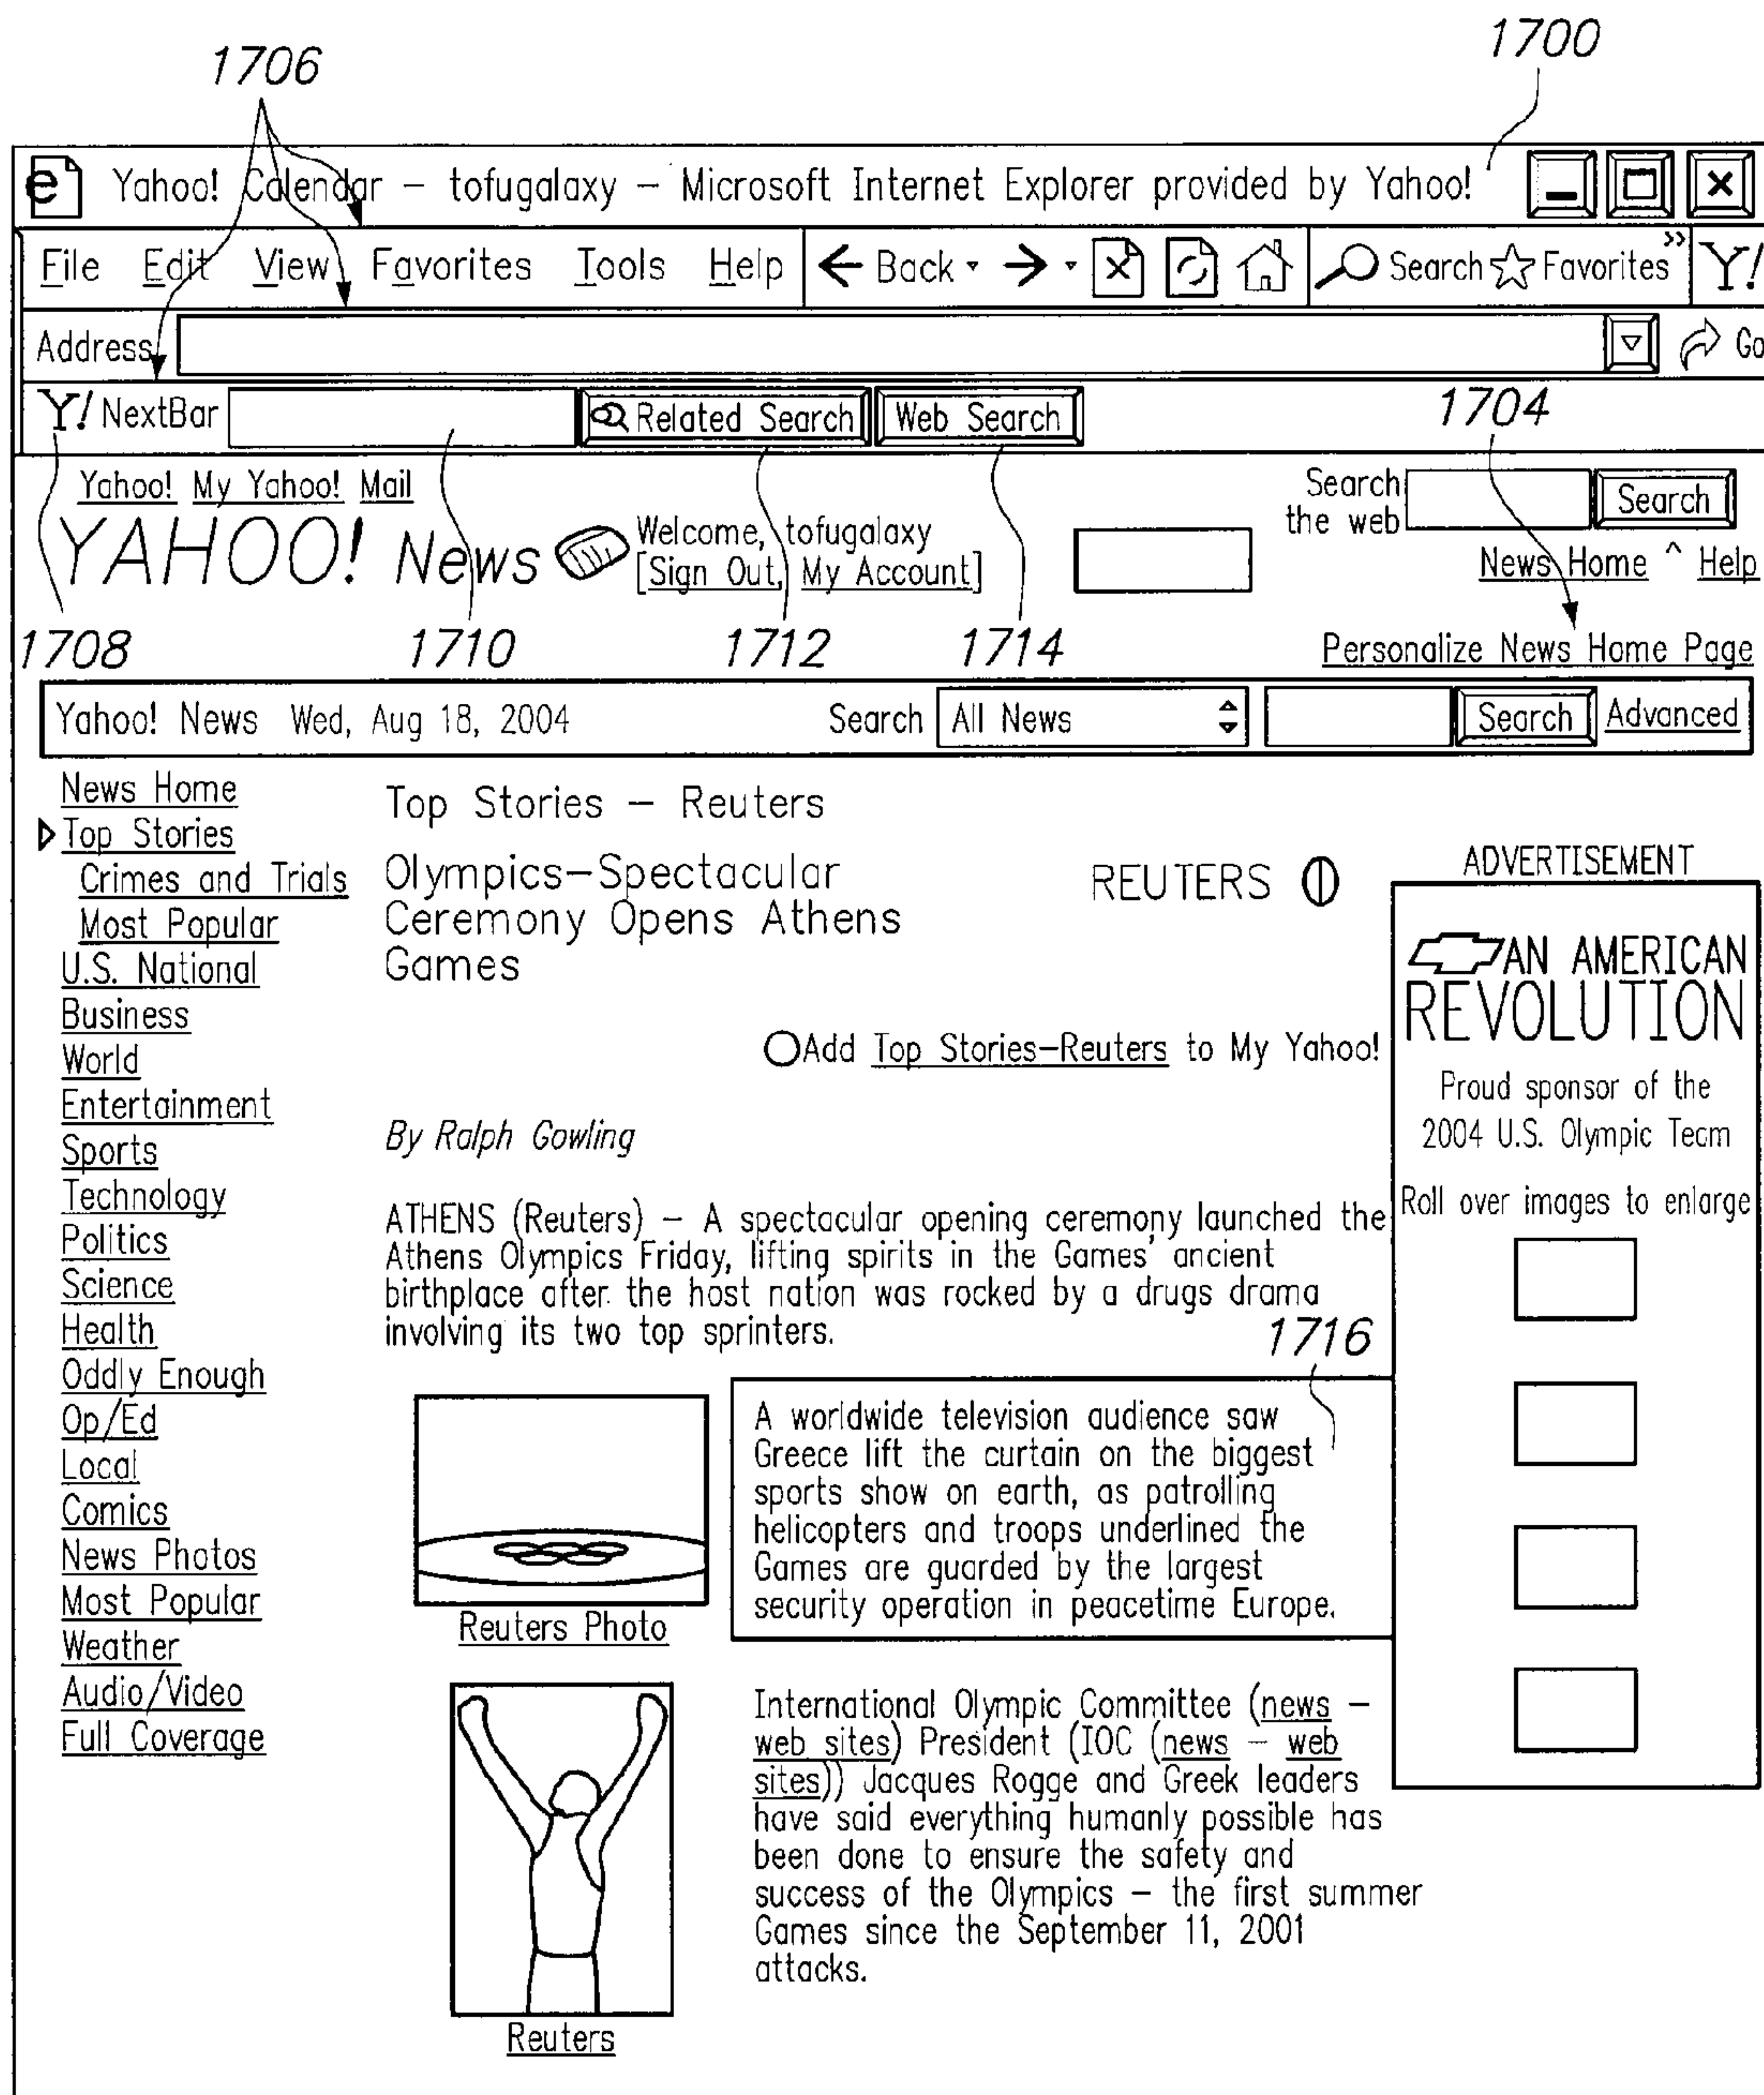 1700
1706
Yahoo! Calendar – tofugalaxy – Microsoft Internet Explorer provided by Yahoo!
File Edit View Favorites Tools Help Back Search Favorites » Y!
Address Go
Y! NextBar Related Search Web Search
1704
Yahoo! My Yahoo! Mail
Search the web Search
YAHOO! News
Welcome, tofugalaxy
[Sign Out, My Account]
News Home ^ Help
1708 1710 1712 1714
Personalize News Home Page
Yahoo! News Wed, Aug 18, 2004 Search All News Search Advanced
News Home
Top Stories
Crimes and Trials
Most Popular
U.S. National
Business
World
Entertainment
Sports
Technology
Politics
Science
Health
Oddly Enough
Op/Ed
Local
Comics
News Photos
Most Popular
Weather
Audio/Video
Full Coverage
Top Stories – Reuters
Olympics–Spectacular
Ceremony Opens Athens
Games
REUTERS
Add Top Stories–Reuters to My Yahoo!
By Ralph Gowling
ATHENS (Reuters) – A spectacular opening ceremony launched the
Athens Olympics Friday, lifting spirits in the Games' ancient
birthplace after the host nation was rocked by a drugs drama
involving its two top sprinters.
1716
A worldwide television audience saw
Greece lift the curtain on the biggest
sports show on earth, as patrolling
helicopters and troops underlined the
Games are guarded by the largest
security operation in peacetime Europe.
Reuters Photo
International Olympic Committee (news –
web sites) President (IOC (news – web
sites)) Jacques Rogge and Greek leaders
have said everything humanly possible has
been done to ensure the safety and
success of the Olympics – the first summer
Games since the September 11, 2001
attacks.
Reuters
ADVERTISEMENT
AN AMERICAN
REVOLUTION
Proud sponsor of the
2004 U.S. Olympic Team
Roll over images to enlarge